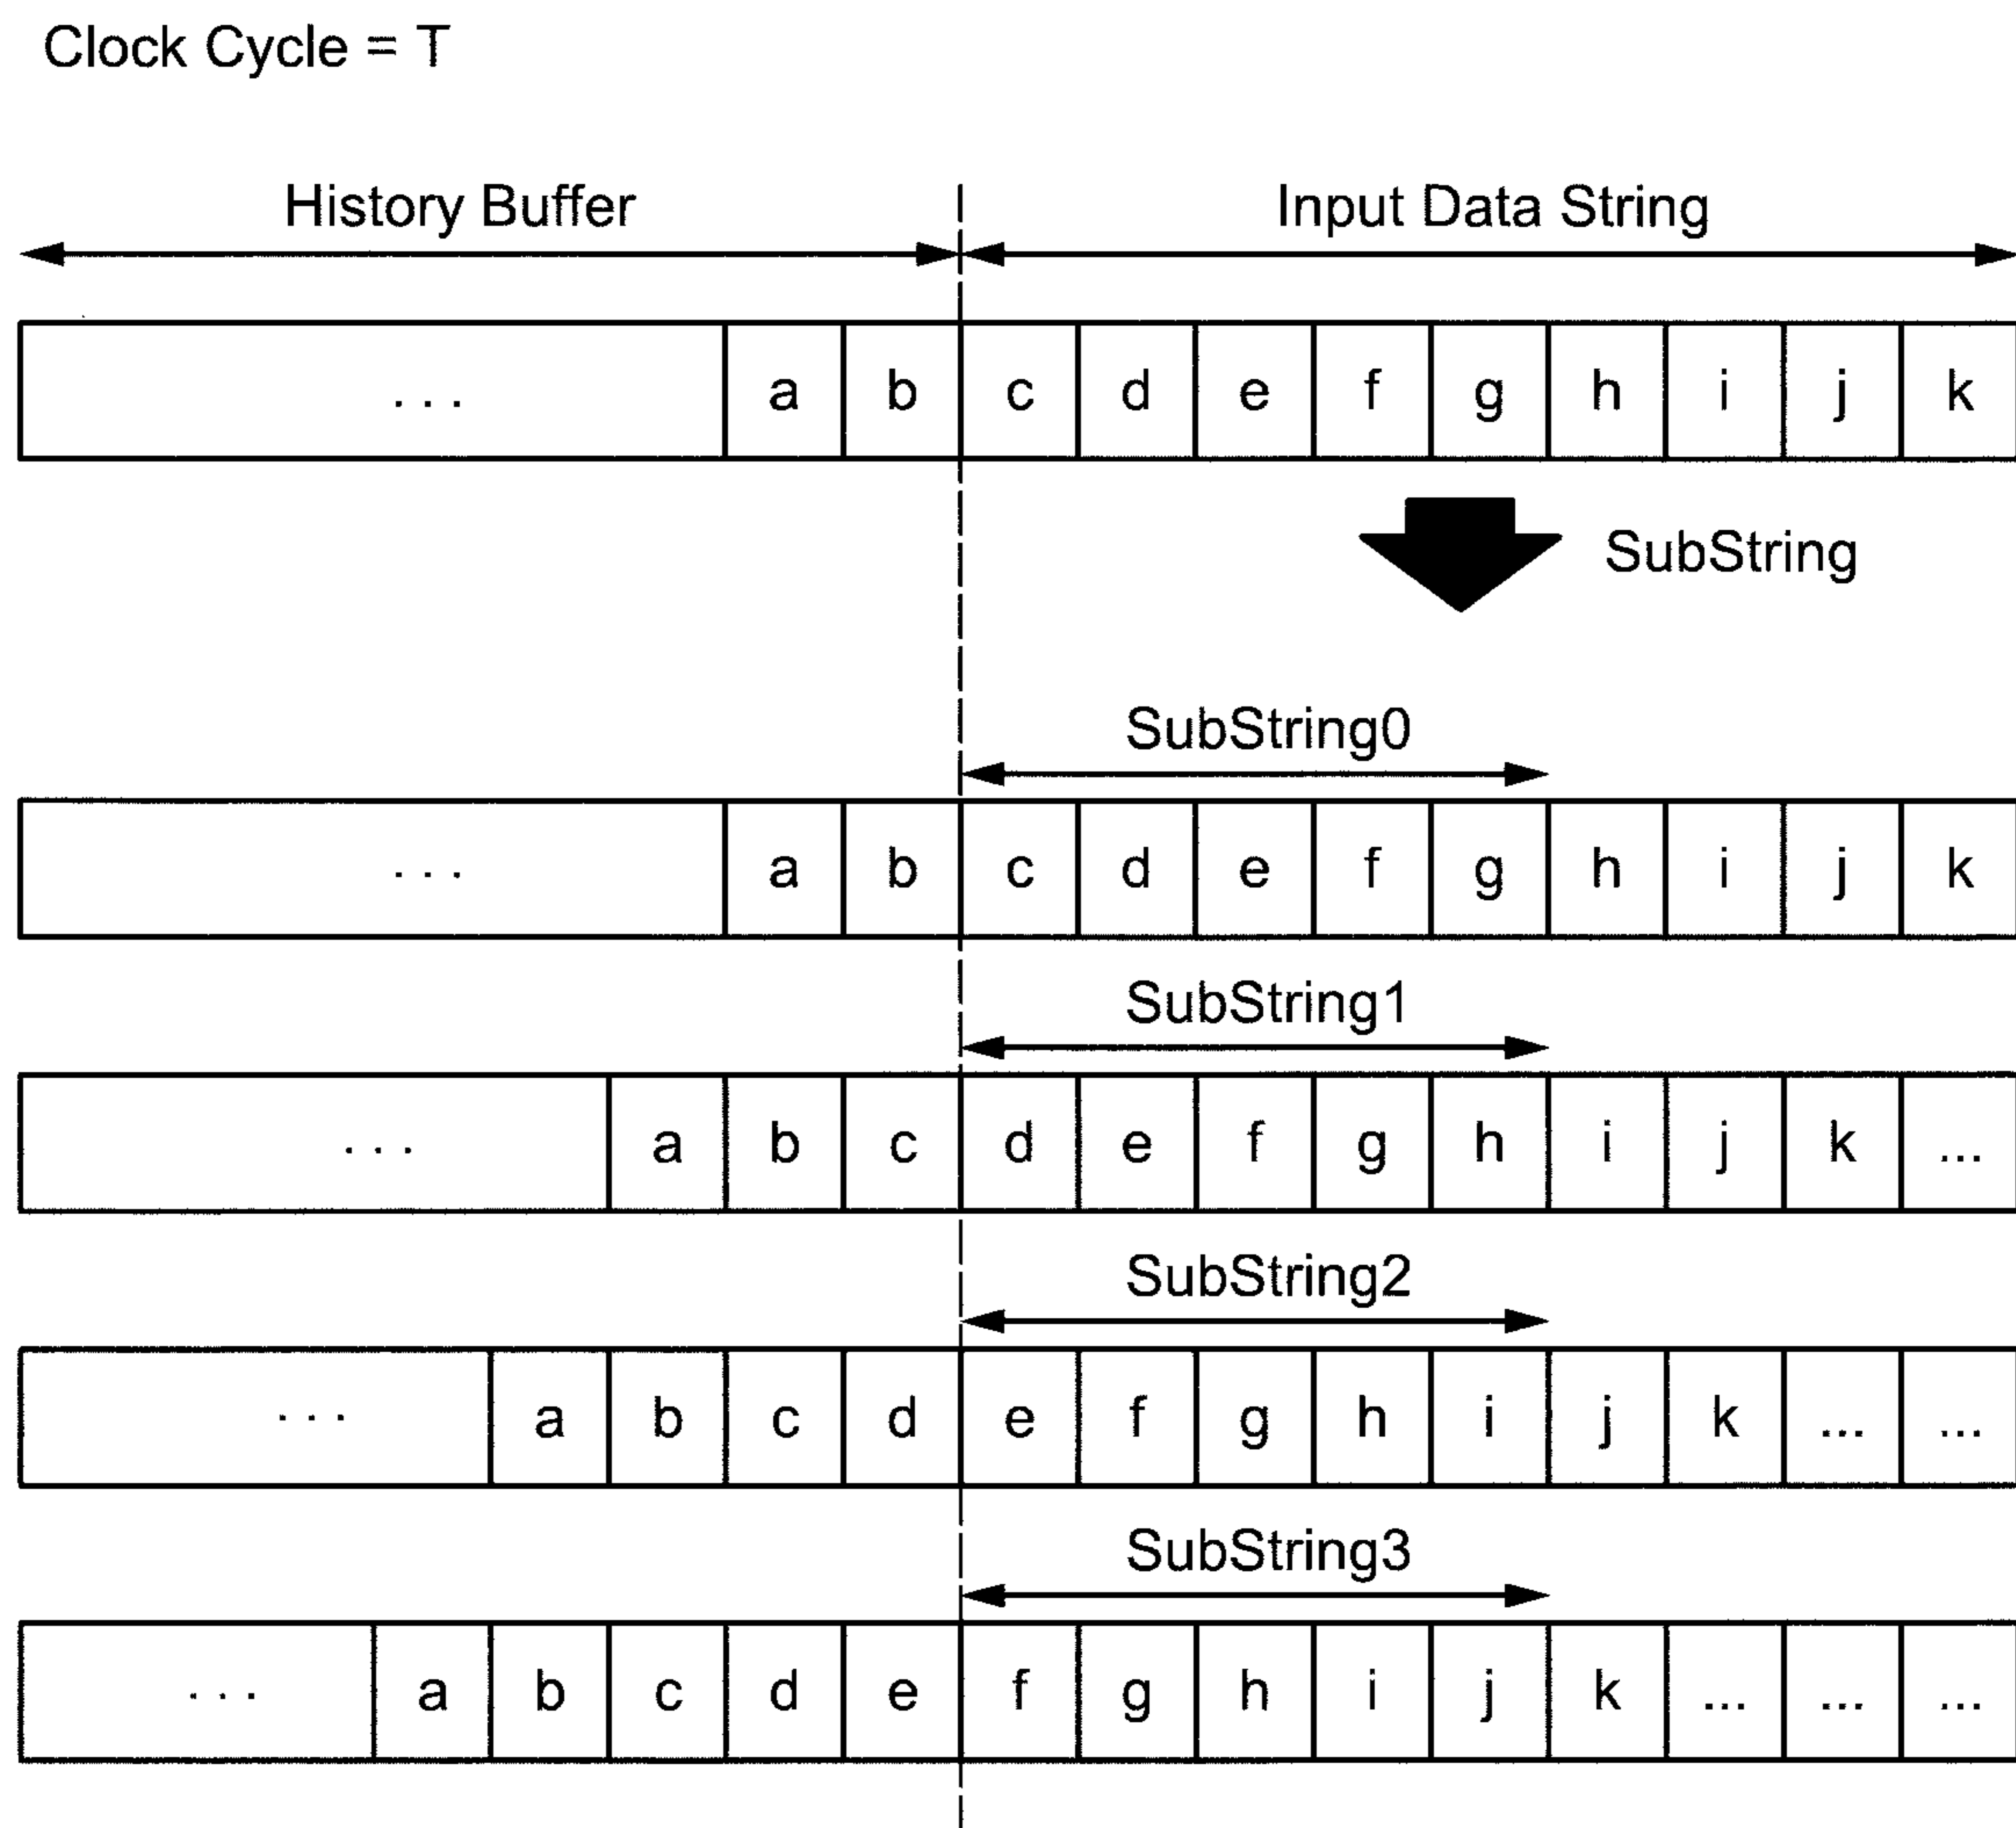 Clock Cycle = T
History Buffer Input Data String
... a b c d e f g h i j k
SubString
SubString0
... a b c d e f g h i j k
SubString1
... a b c d e f g h i j k ...
SubString2
... a b c d e f g h i j k ... ...
SubString3
... a b c d e f g h i j k ... ... ...